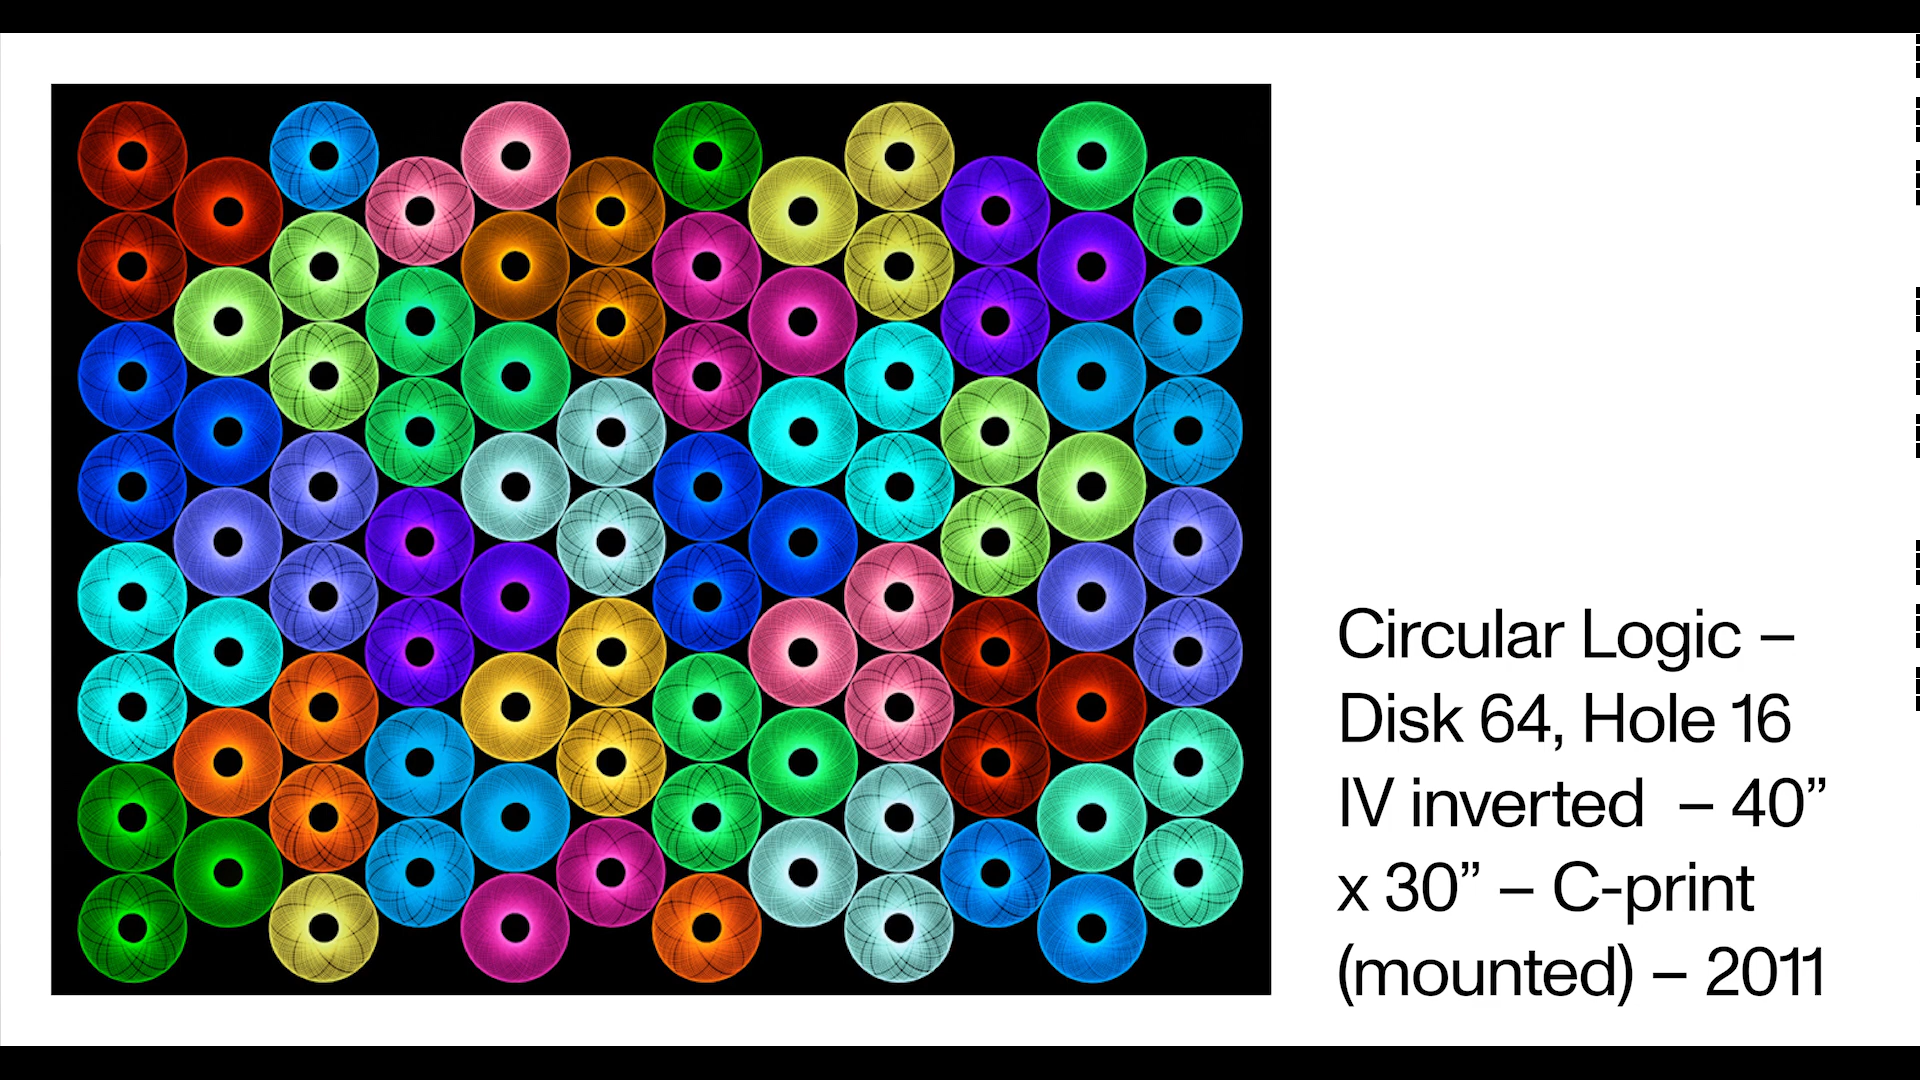 Circular Logic –
Disk 64, Hole 16
IV inverted – 40”
x 30” – C-print
(mounted) – 2011